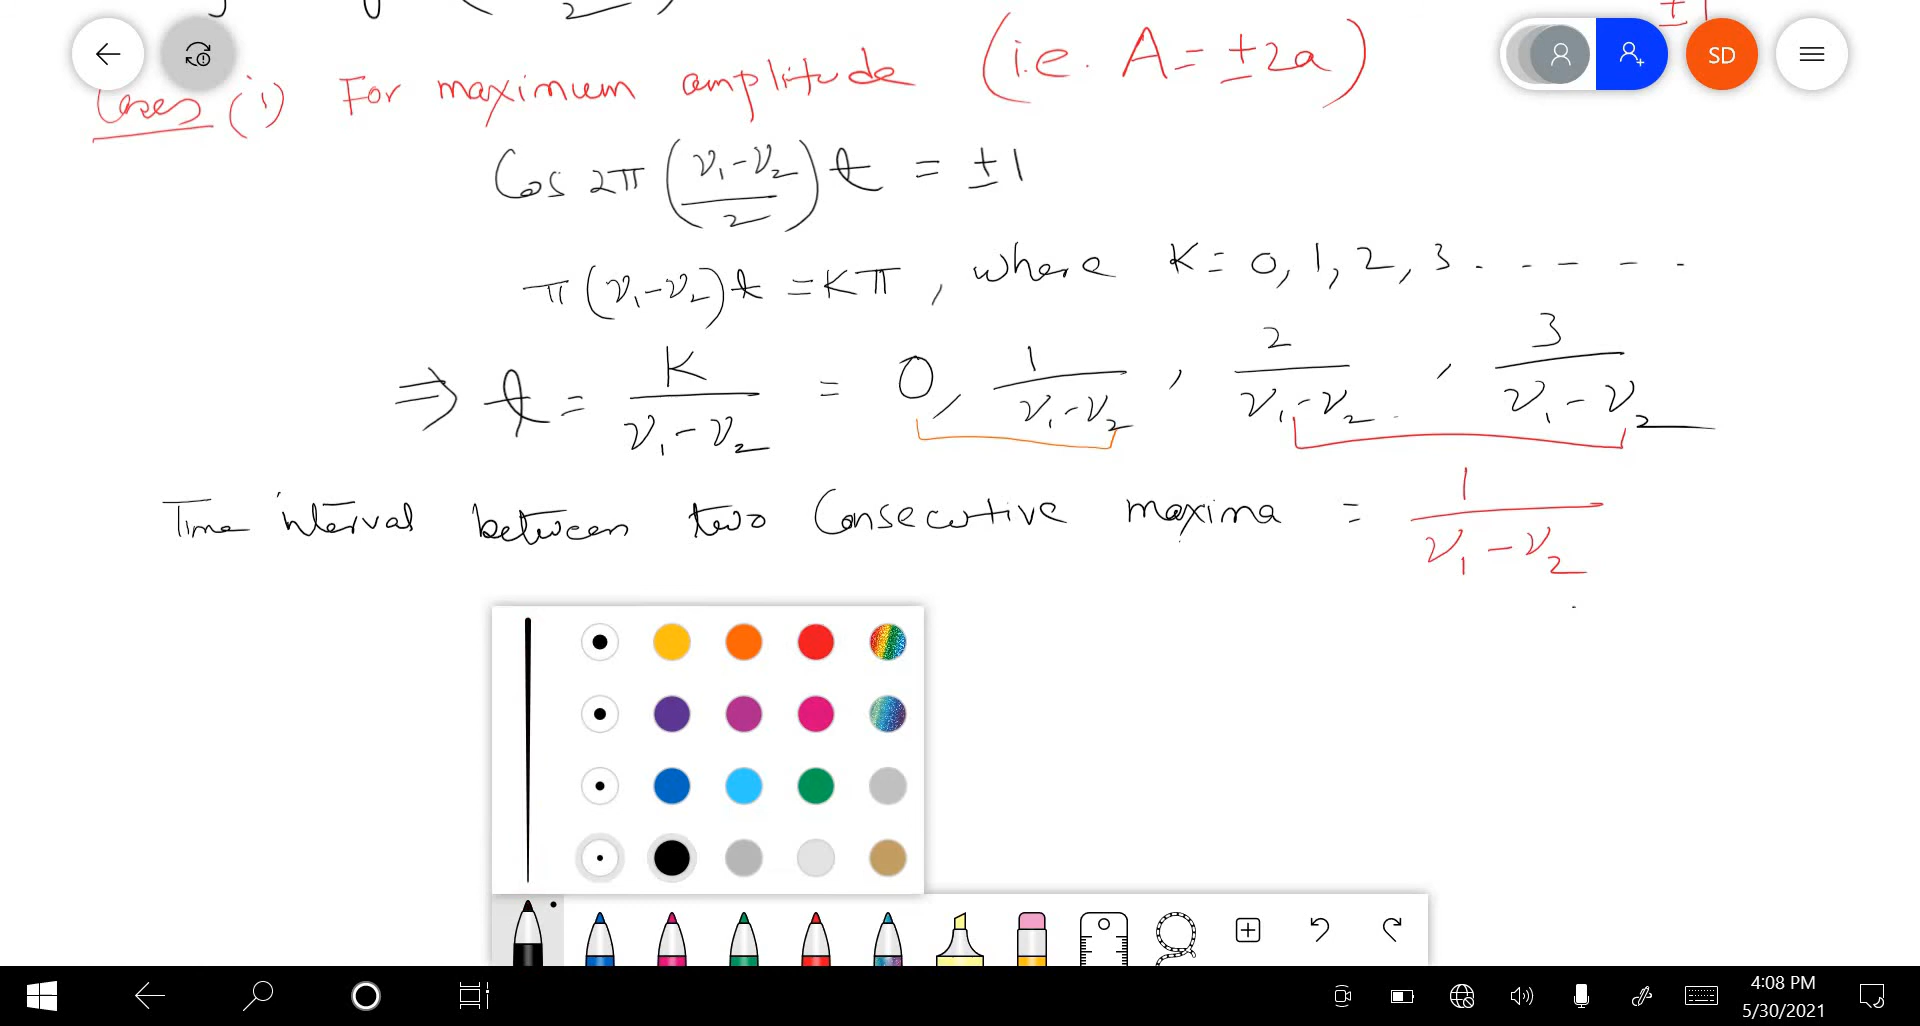 2
±1
SD
Cases (i) For maximum amplitude (i.e. A = ±2a)
Cos 2π (ν₁-ν₂/2) t = ±1
π(ν₁-ν₂)t = Kπ, where K = 0, 1, 2, 3 . - - - .
⇒ t = K/(ν₁-ν₂) = 0, 1/(ν₁-ν₂), 2/(ν₁-ν₂), 3/(ν₁-ν₂)
Time interval between two Consecutive maxima = 1/(ν₁-ν₂)
4:08 PM
5/30/2021